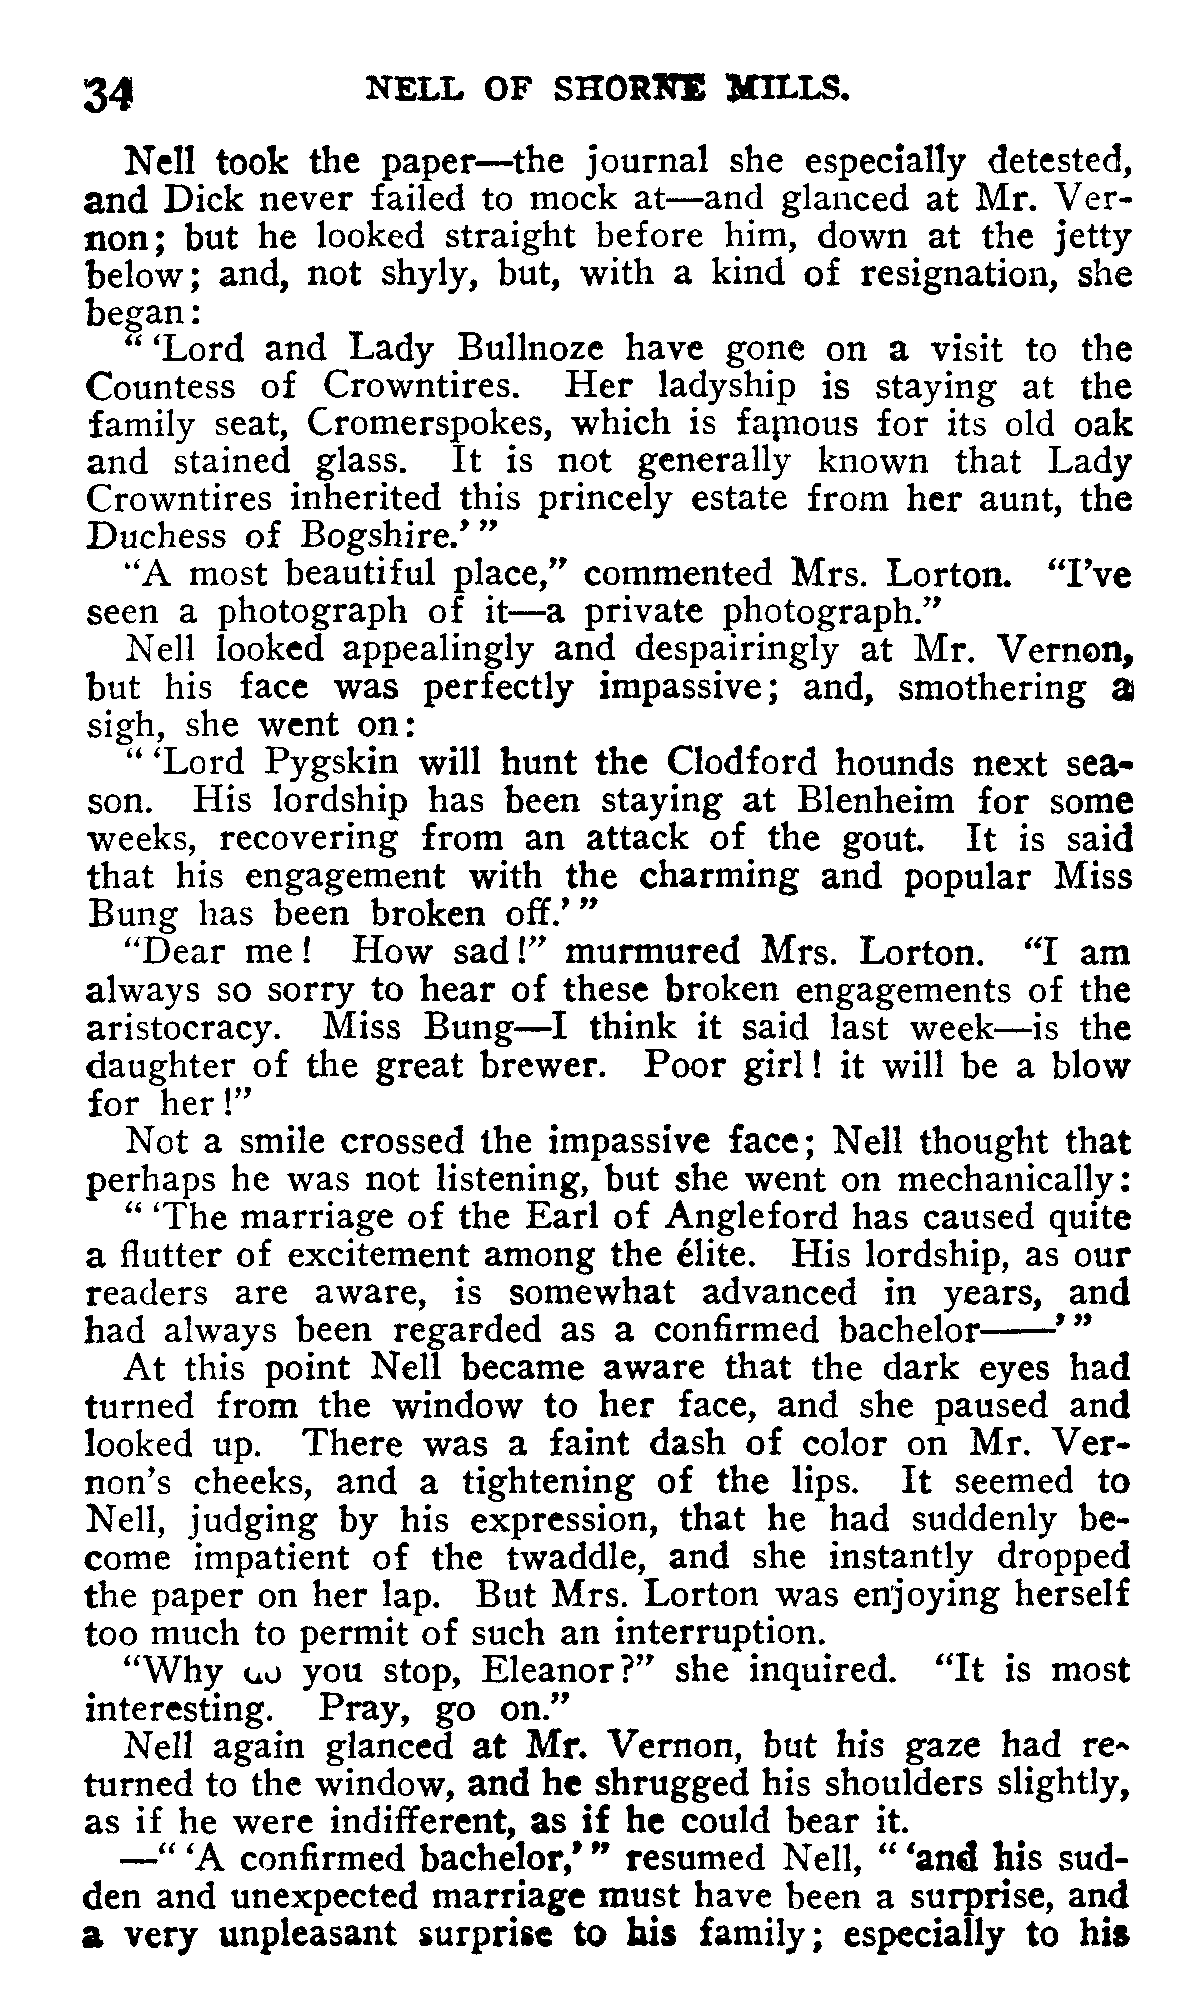 34 NELL OF SHORNE MILLS.
Nell took the paper—the journal she especially detested,
and Dick never failed to mock at—and glanced at Mr. Ver-
non; but he looked straight before him, down at the jetty
below; and, not shyly, but, with a kind of resignation, she
began:
“ ‘Lord and Lady Bullnoze have gone on a visit to the
Countess of Crowntires. Her ladyship is staying at the
family seat, Cromerspokes, which is famous for its old oak
and stained glass. It is not generally known that Lady
Crowntires inherited this princely estate from her aunt, the
Duchess of Bogshire.’ ”
“A most beautiful place,” commented Mrs. Lorton. “I’ve
seen a photograph of it—a private photograph.”
Nell looked appealingly and despairingly at Mr. Vernon,
but his face was perfectly impassive; and, smothering a
sigh, she went on:
“ ‘Lord Pygskin will hunt the Clodford hounds next sea-
son. His lordship has been staying at Blenheim for some
weeks, recovering from an attack of the gout. It is said
that his engagement with the charming and popular Miss
Bung has been broken off.’ ”
“Dear me! How sad!” murmured Mrs. Lorton. “I am
always so sorry to hear of these broken engagements of the
aristocracy. Miss Bung—I think it said last week—is the
daughter of the great brewer. Poor girl! it will be a blow
for her!”
Not a smile crossed the impassive face; Nell thought that
perhaps he was not listening, but she went on mechanically:
“ ‘The marriage of the Earl of Angleford has caused quite
a flutter of excitement among the élite. His lordship, as our
readers are aware, is somewhat advanced in years, and
had always been regarded as a confirmed bachelor——’ ”
At this point Nell became aware that the dark eyes had
turned from the window to her face, and she paused and
looked up. There was a faint dash of color on Mr. Ver-
non’s cheeks, and a tightening of the lips. It seemed to
Nell, judging by his expression, that he had suddenly be-
come impatient of the twaddle, and she instantly dropped
the paper on her lap. But Mrs. Lorton was enjoying herself
too much to permit of such an interruption.
“Why do you stop, Eleanor?” she inquired. “It is most
interesting. Pray, go on.”
Nell again glanced at Mr. Vernon, but his gaze had re-
turned to the window, and he shrugged his shoulders slightly,
as if he were indifferent, as if he could bear it.
—“ ‘A confirmed bachelor,’ ” resumed Nell, “ ‘and his sud-
den and unexpected marriage must have been a surprise, and
a very unpleasant surprise to his family; especially to his